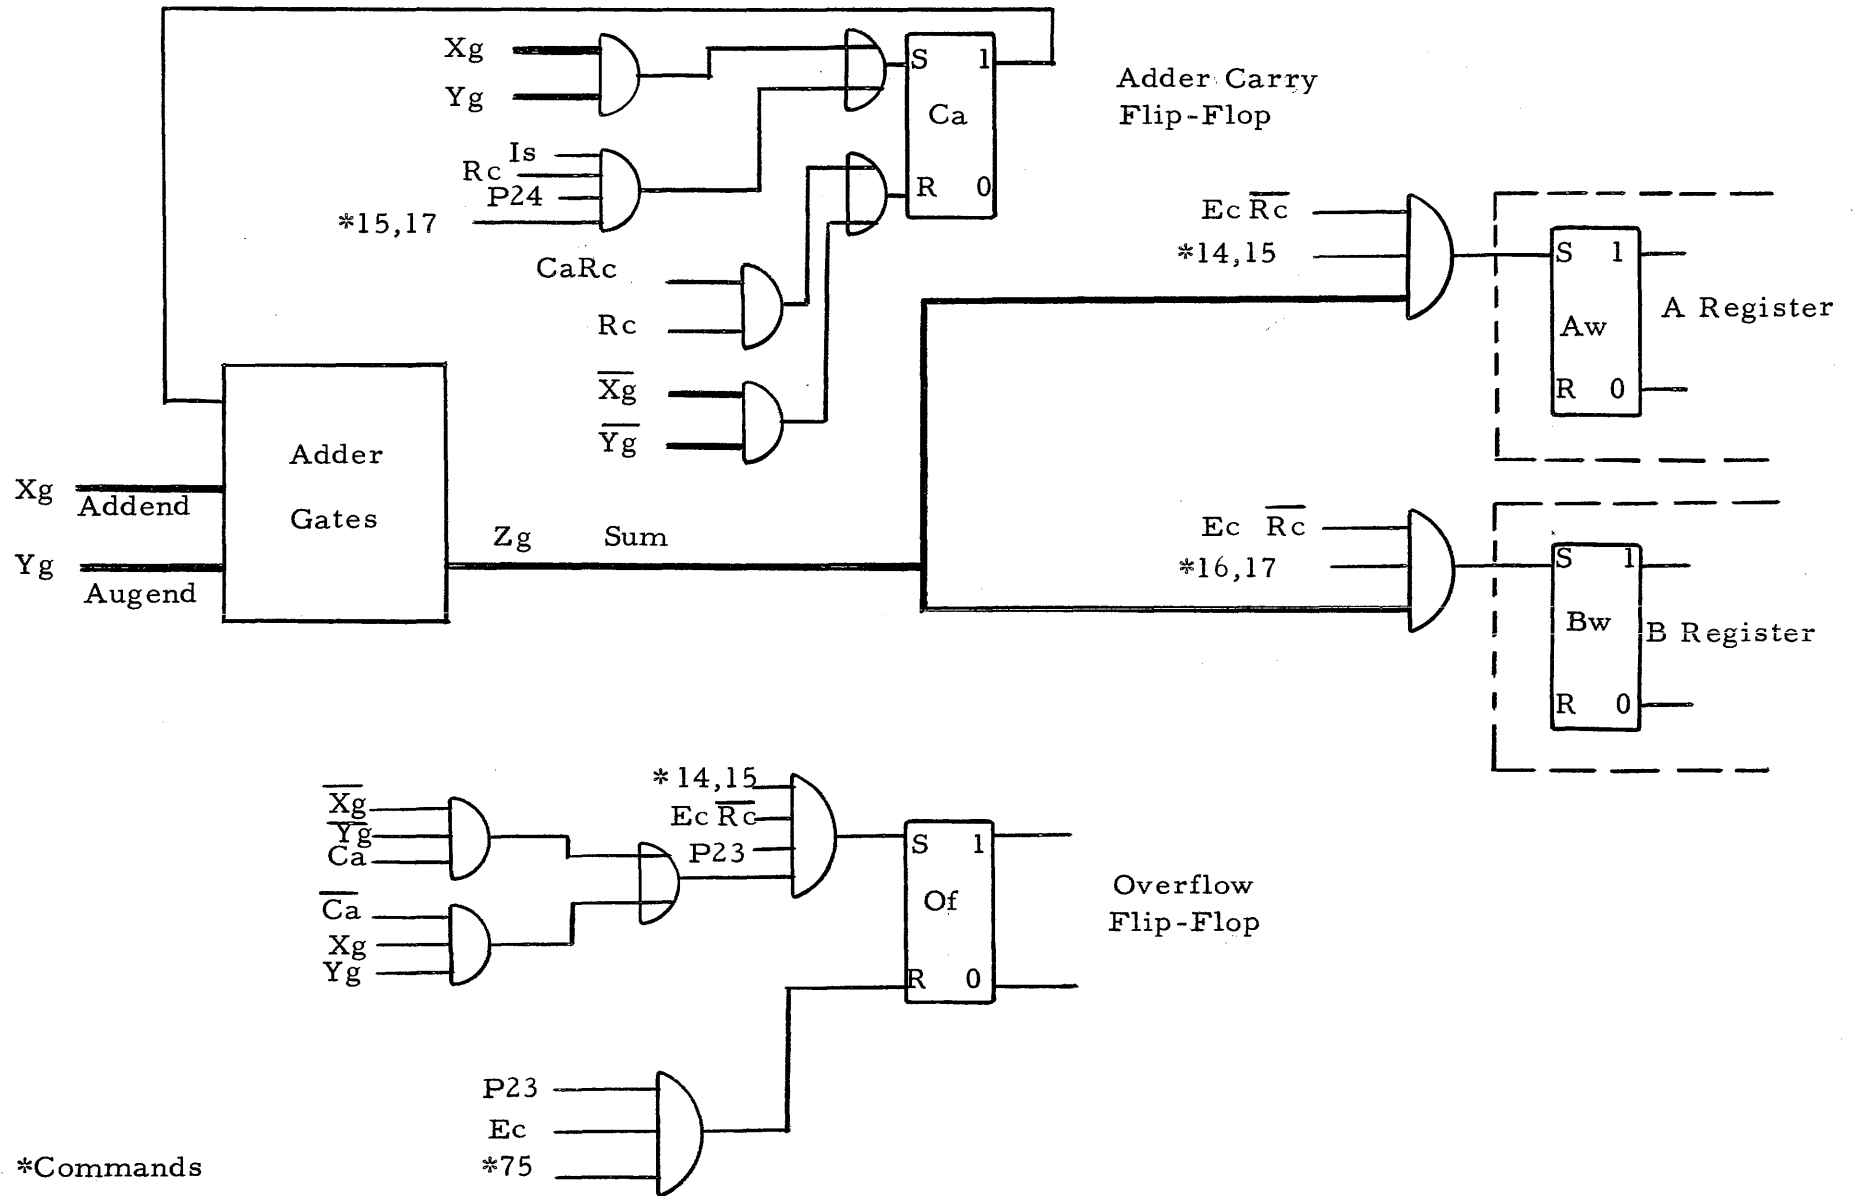 Xg
Yg
Is
Rc
P24
*15,17
S 1
Ca
R 0
Adder Carry
Flip-Flop
CaRc
Rc
X̅g̅
Y̅g̅
Adder
Gates
Xg
Addend
Yg
Augend
Zg Sum
Ec R̅c̅
*14,15
S 1
Aw
R 0
A Register
Ec R̅c̅
*16,17
S 1
Bw
R 0
B Register
X̅g̅
Y̅g̅
Ca
C̅a̅
Xg
Yg
*14,15
Ec R̅c̅
P23
S 1
Of
R 0
Overflow
Flip-Flop
P23
Ec
*75
*Commands